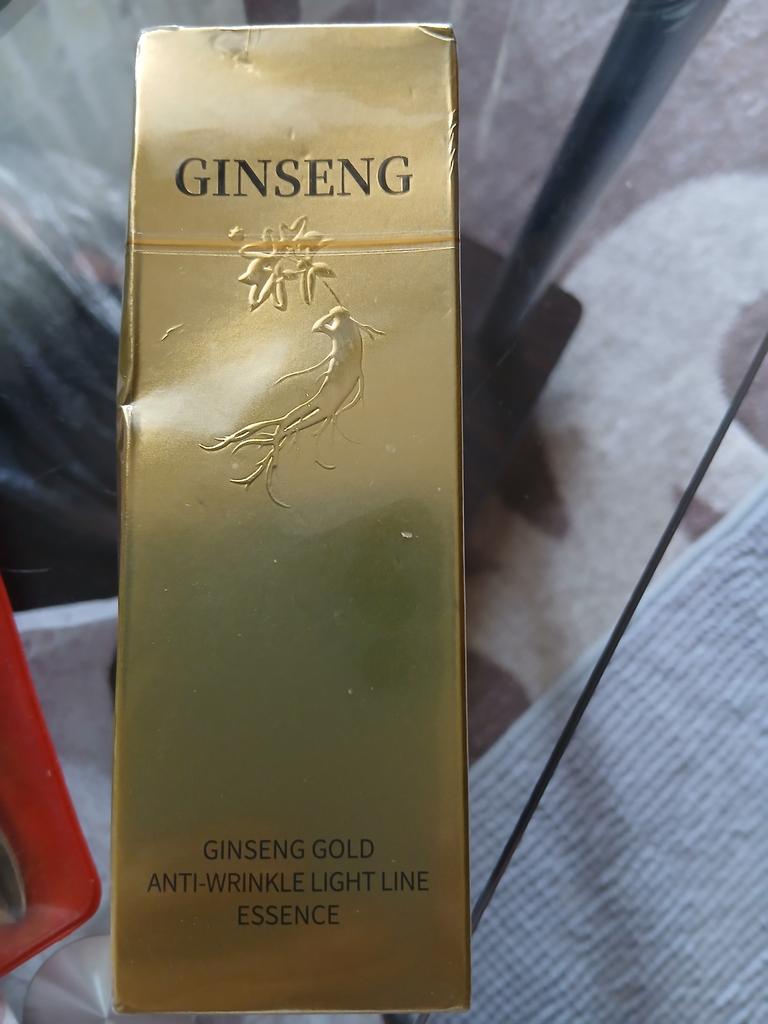 GINSENG
GINSENG GOLD
ANTI-WRINKLE LIGHT LINE
ESSENCE